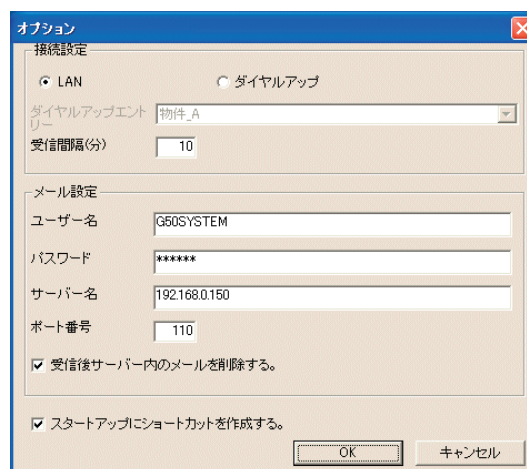 オプション
接続設定
LAN
ダイヤルアップ
ダイヤルアップエント
リー
物件_A
受信間隔(分)
10
メール設定
ユーザー名
G50SYSTEM
パスワード
******
サーバー名
192.168.0.150
ポート番号
110
受信後サーバー内のメールを削除する。
スタートアップにショートカットを作成する。
OK
キャンセル